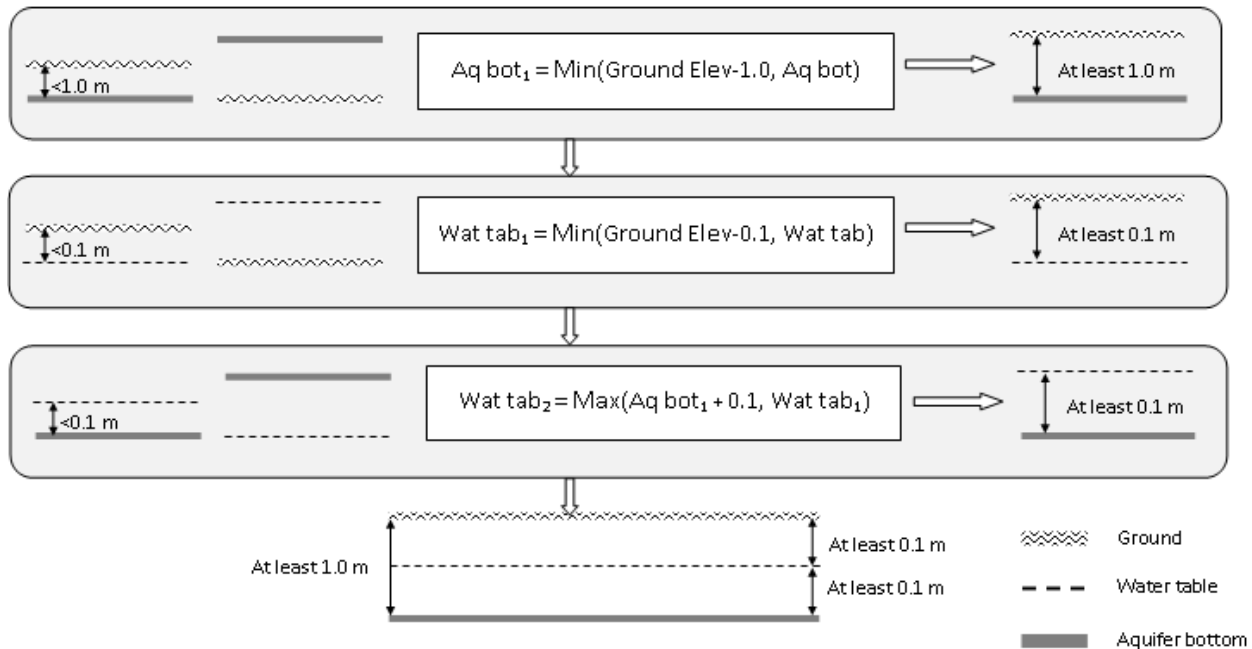 <1.0 m
Aq bot₁ = Min(Ground Elev-1.0, Aq bot)
At least 1.0 m
<0.1 m
Wat tab₁ = Min(Ground Elev-0.1, Wat tab)
At least 0.1 m
<0.1 m
Wat tab₂ = Max(Aq bot₁ + 0.1, Wat tab₁)
At least 0.1 m
At least 1.0 m
At least 0.1 m
At least 0.1 m
Ground
Water table
Aquifer bottom